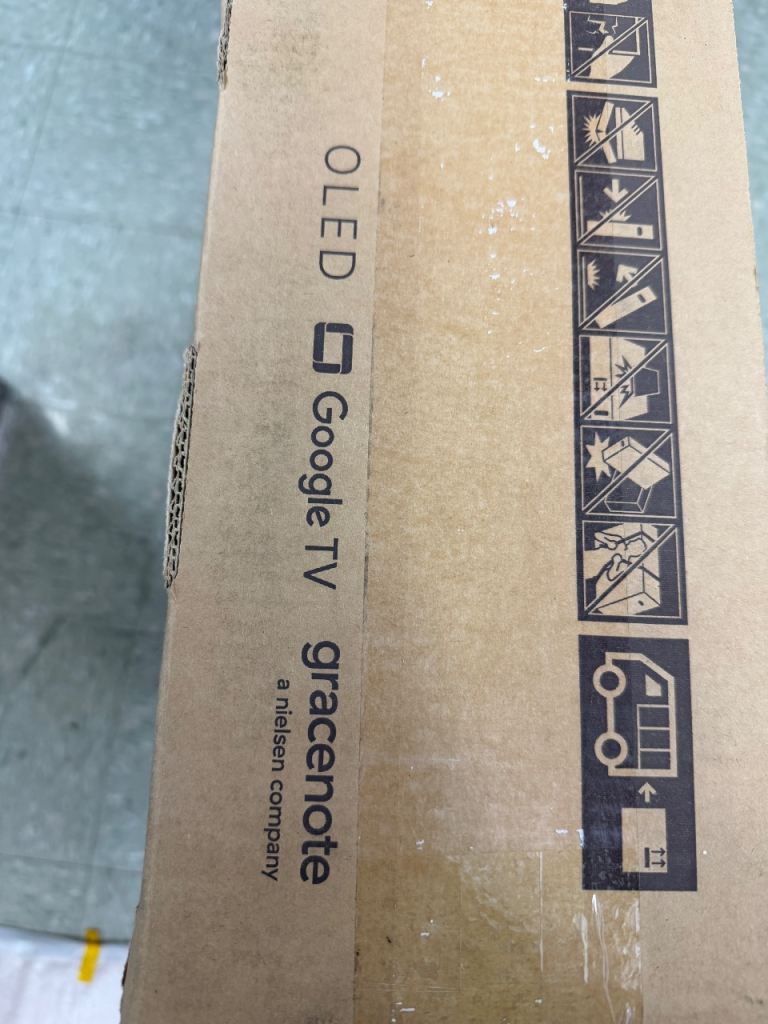 OLED
Google TV
gracenote
a nielsen company